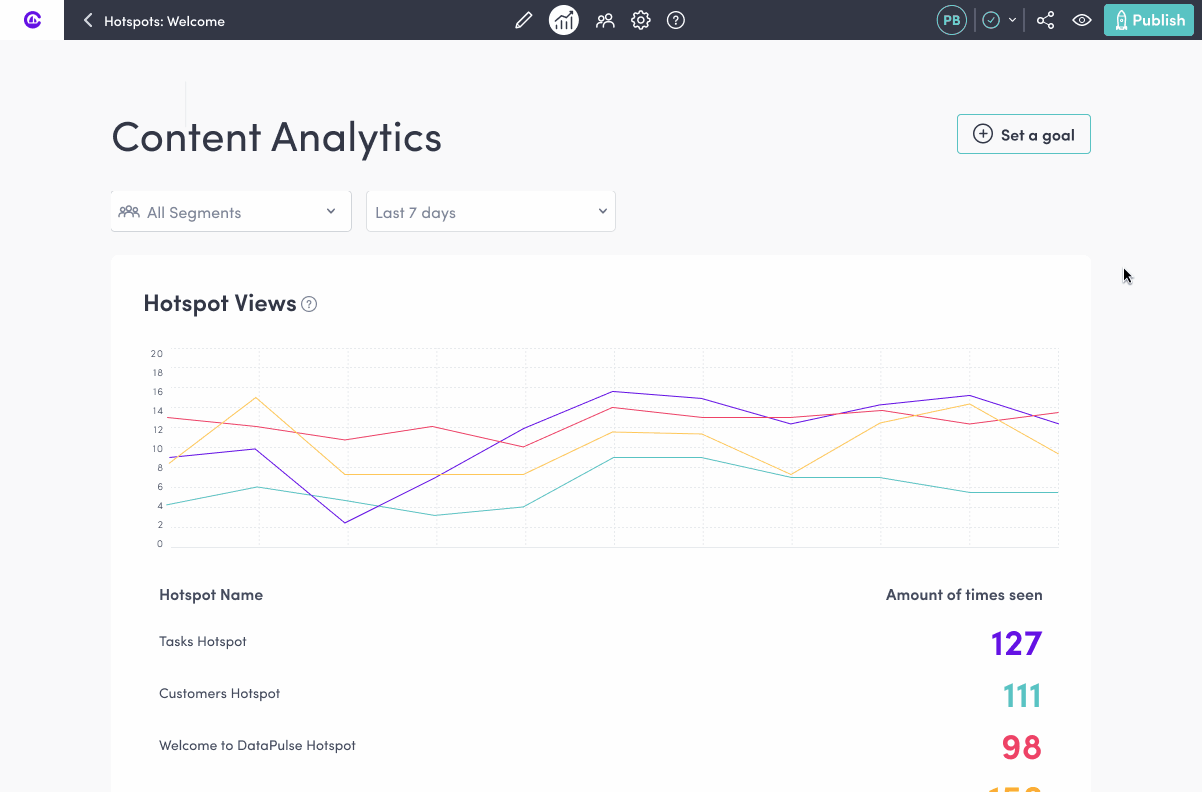 Hotspots: Welcome
PB
Publish
Content Analytics
Set a goal
All Segments
Last 7 days
Hotspot Views
20
18
16
14
12
10
8
6
4
2
0
Hotspot Name Amount of times seen
Tasks Hotspot 127
Customers Hotspot 111
Welcome to DataPulse Hotspot 98